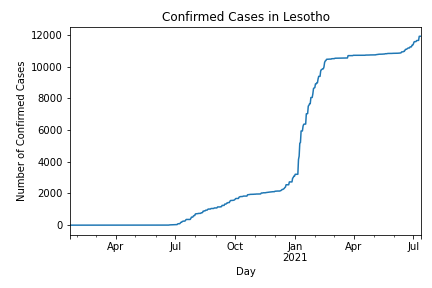 Confirmed Cases in Lesotho
Number of Confirmed Cases
12000
10000
8000
6000
4000
2000
0
Apr Jul Oct Jan Apr Jul
2021
Day